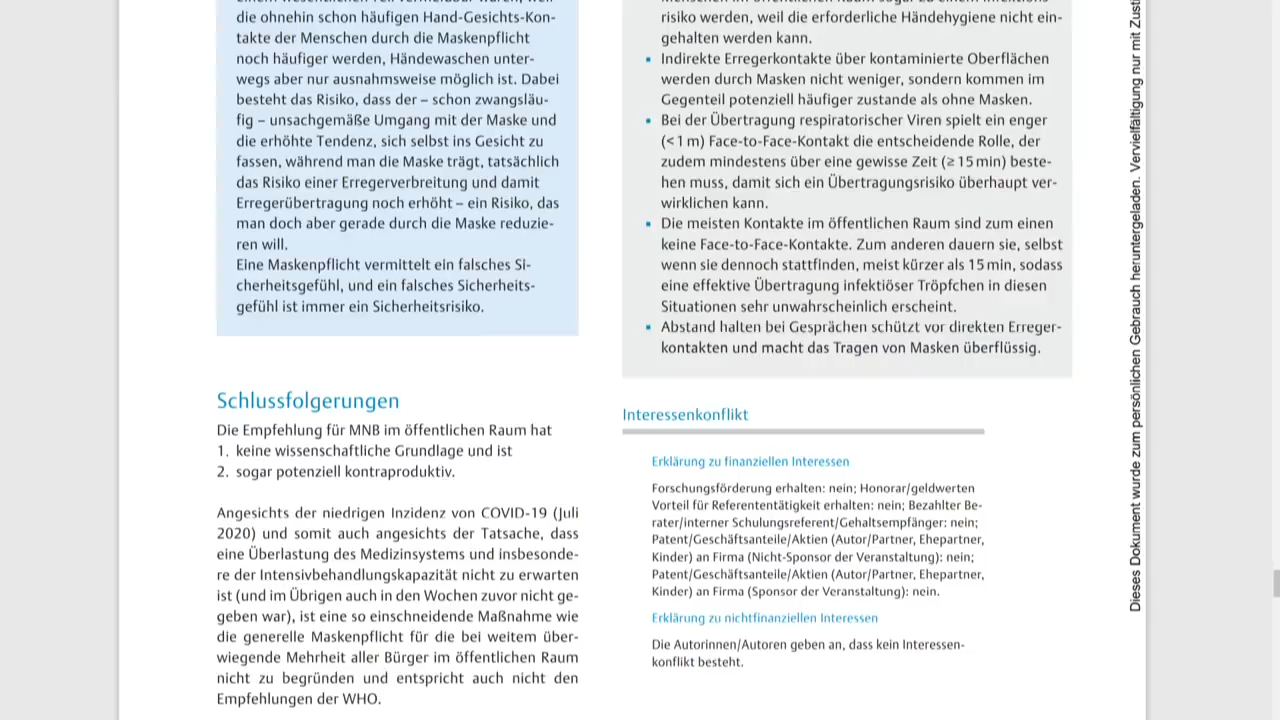 die ohnehin schon häufigen Hand-Gesichts-Kon-
takte der Menschen durch die Maskenpflicht
noch häufiger werden, Händewaschen unter-
wegs aber nur ausnahmsweise möglich ist. Dabei
besteht das Risiko, dass der – schon zwangsläu-
fig – unsachgemäße Umgang mit der Maske und
die erhöhte Tendenz, sich selbst ins Gesicht zu
fassen, während man die Maske trägt, tatsächlich
das Risiko einer Erregerverbreitung und damit
Erregerübertragung noch erhöht – ein Risiko, das
man doch aber gerade durch die Maske reduzie-
ren will.
Eine Maskenpflicht vermittelt ein falsches Si-
cherheitsgefühl, und ein falsches Sicherheits-
gefühl ist immer ein Sicherheitsrisiko.
Schlussfolgerungen
Die Empfehlung für MNB im öffentlichen Raum hat
1. keine wissenschaftliche Grundlage und ist
2. sogar potenziell kontraproduktiv.
Angesichts der niedrigen Inzidenz von COVID-19 (Juli
2020) und somit auch angesichts der Tatsache, dass
eine Überlastung des Medizinsystems und insbesonde-
re der Intensivbehandlungskapazität nicht zu erwarten
ist (und im Übrigen auch in den Wochen zuvor nicht ge-
geben war), ist eine so einschneidende Maßnahme wie
die generelle Maskenpflicht für die bei weitem über-
wiegende Mehrheit aller Bürger im öffentlichen Raum
nicht zu begründen und entspricht auch nicht den
Empfehlungen der WHO.
risiko werden, weil die erforderliche Händehygiene nicht ein-
gehalten werden kann.
▪ Indirekte Erregerkontakte über kontaminierte Oberflächen
werden durch Masken nicht weniger, sondern kommen im
Gegenteil potenziell häufiger zustande als ohne Masken.
▪ Bei der Übertragung respiratorischer Viren spielt ein enger
(< 1 m) Face-to-Face-Kontakt die entscheidende Rolle, der
zudem mindestens über eine gewisse Zeit (≥ 15 min) beste-
hen muss, damit sich ein Übertragungsrisiko überhaupt ver-
wirklichen kann.
▪ Die meisten Kontakte im öffentlichen Raum sind zum einen
keine Face-to-Face-Kontakte. Zum anderen dauern sie, selbst
wenn sie dennoch stattfinden, meist kürzer als 15 min, sodass
eine effektive Übertragung infektiöser Tröpfchen in diesen
Situationen sehr unwahrscheinlich erscheint.
▪ Abstand halten bei Gesprächen schützt vor direkten Erreger-
kontakten und macht das Tragen von Masken überflüssig.
Interessenkonflikt
Erklärung zu finanziellen Interessen
Forschungsförderung erhalten: nein; Honorar/geldwerten
Vorteil für Referententätigkeit erhalten: nein; Bezahlter Be-
rater/interner Schulungsreferent/Gehaltsempfänger: nein;
Patent/Geschäftsanteile/Aktien (Autor/Partner, Ehepartner,
Kinder) an Firma (Nicht-Sponsor der Veranstaltung): nein;
Patent/Geschäftsanteile/Aktien (Autor/Partner, Ehepartner,
Kinder) an Firma (Sponsor der Veranstaltung): nein.
Erklärung zu nichtfinanziellen Interessen
Die Autorinnen/Autoren geben an, dass kein Interessen-
konflikt besteht.
Dieses Dokument wurde zum persönlichen Gebrauch heruntergeladen. Vervielfältigung nur mit Zusti